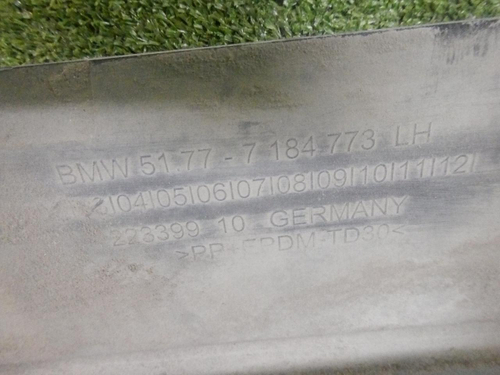 BMW 51.77 - 7 184 773 LH
|04|05|06|07|08|09|10|11|12|
223399 10 GERMANY
>PP+EPDM-TD30<